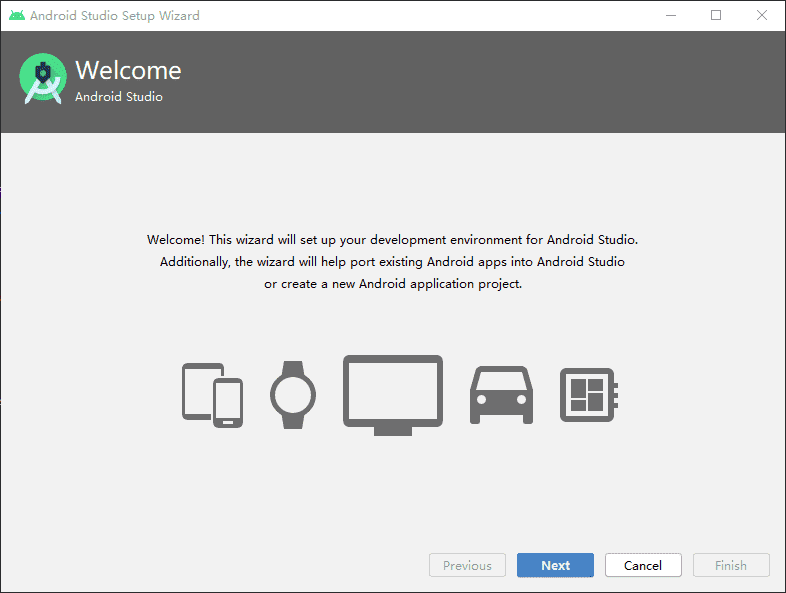 Android Studio Setup Wizard
Welcome
Android Studio
Welcome! This wizard will set up your development environment for Android Studio.
Additionally, the wizard will help port existing Android apps into Android Studio
or create a new Android application project.
Previous Next Cancel Finish